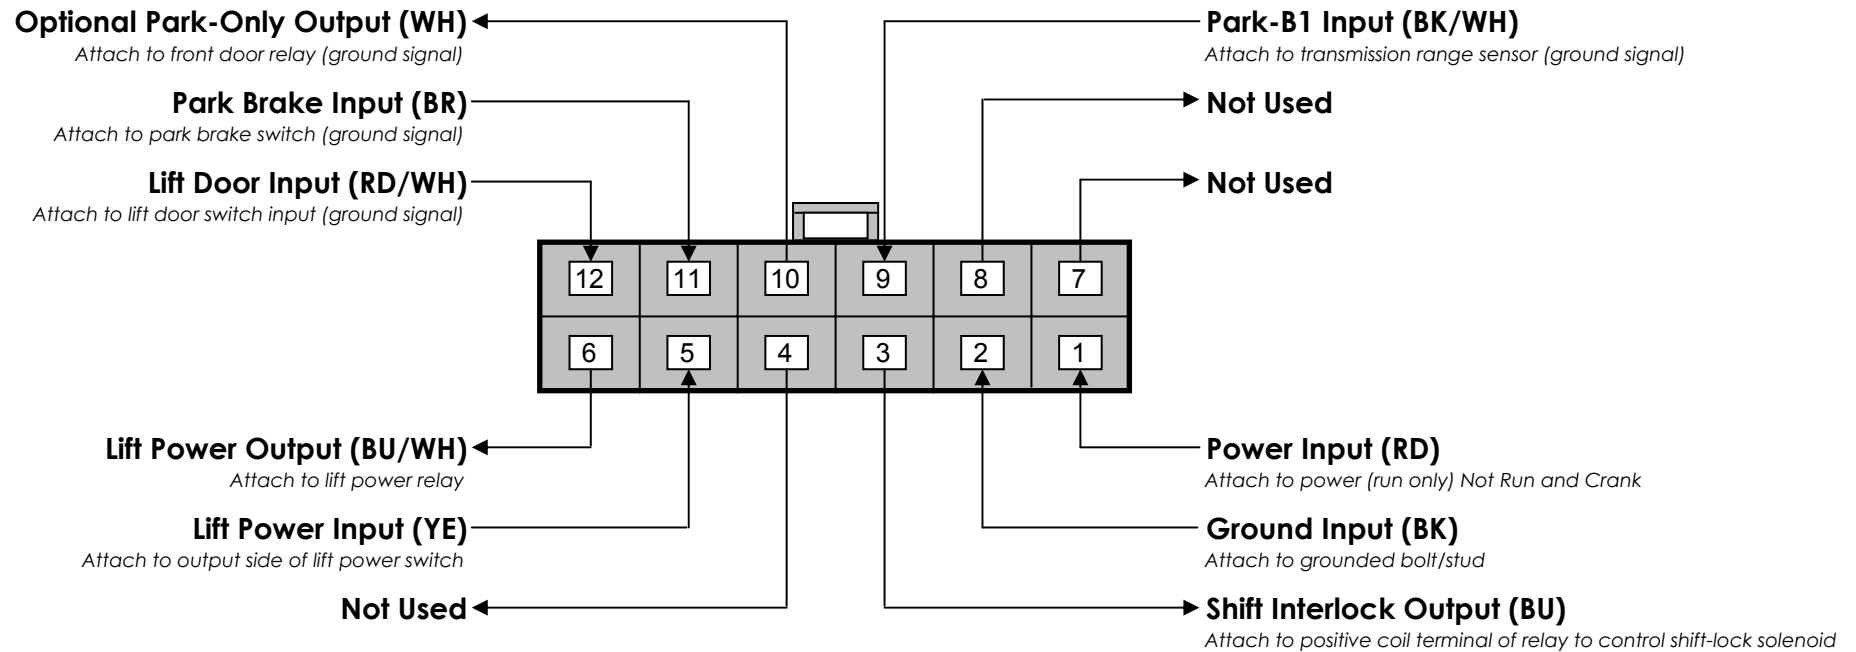 Optional Park-Only Output (WH)
Attach to front door relay (ground signal)
Park Brake Input (BR)
Attach to park brake switch (ground signal)
Lift Door Input (RD/WH)
Attach to lift door switch input (ground signal)
Park-B1 Input (BK/WH)
Attach to transmission range sensor (ground signal)
Not Used
Not Used
12 11 10 9 8 7
6 5 4 3 2 1
Lift Power Output (BU/WH)
Attach to lift power relay
Lift Power Input (YE)
Attach to output side of lift power switch
Not Used
Power Input (RD)
Attach to power (run only) Not Run and Crank
Ground Input (BK)
Attach to grounded bolt/stud
Shift Interlock Output (BU)
Attach to positive coil terminal of relay to control shift-lock solenoid